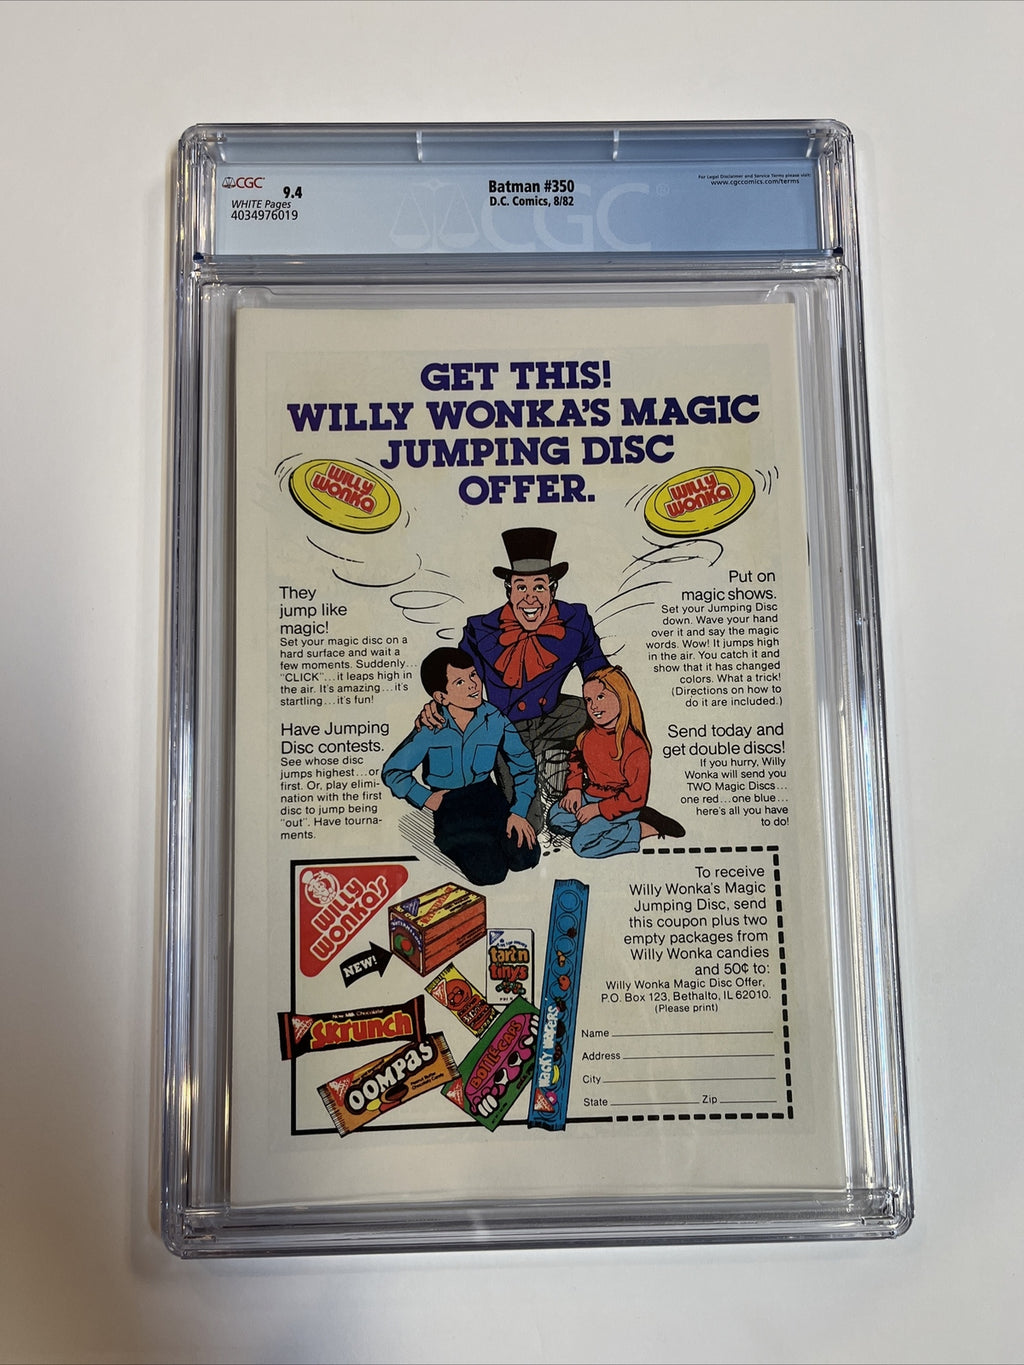 CGC
9.4
WHITE Pages
4034976019
Batman #350
D.C. Comics, 8/82
For Legal Disclaimer and Service Terms please visit:
www.cgccomics.com/terms
CGC®
GET THIS!
WILLY WONKA'S MAGIC
JUMPING DISC
OFFER.
WILLY
WONKA
WILLY
WONKA
They
jump like
magic!
Set your magic disc on a
hard surface and wait a
few moments. Suddenly...
"CLICK"...it leaps high in
the air. It's amazing...it's
startling...it's fun!
Have Jumping
Disc contests.
See whose disc
jumps highest...or
first. Or, play elimi-
nation with the first
disc to jump being
"out". Have tourna-
ments.
Put on
magic shows.
Set your Jumping Disc
down. Wave your hand
over it and say the magic
words. Wow! It jumps high
in the air. You catch it and
show that it has changed
colors. What a trick!
(Directions on how to
do it are included.)
Send today and
get double discs!
If you hurry, Willy
Wonka will send you
TWO Magic Discs...
one red...one blue...
here's all you have
to do!
WILLY
WONKA'S
NEW!
tart'n
tinys
Now Milk Chocolate!
Skrunch
OOMPAS
Peanut Butter
BOTTLE CAPS
WACKY WAFERS
To receive
Willy Wonka's Magic
Jumping Disc, send
this coupon plus two
empty packages from
Willy Wonka candies
and 50¢ to:
Willy Wonka Magic Disc Offer,
P.O. Box 123, Bethalto, IL 62010.
(Please print)
Name
Address
City
State Zip